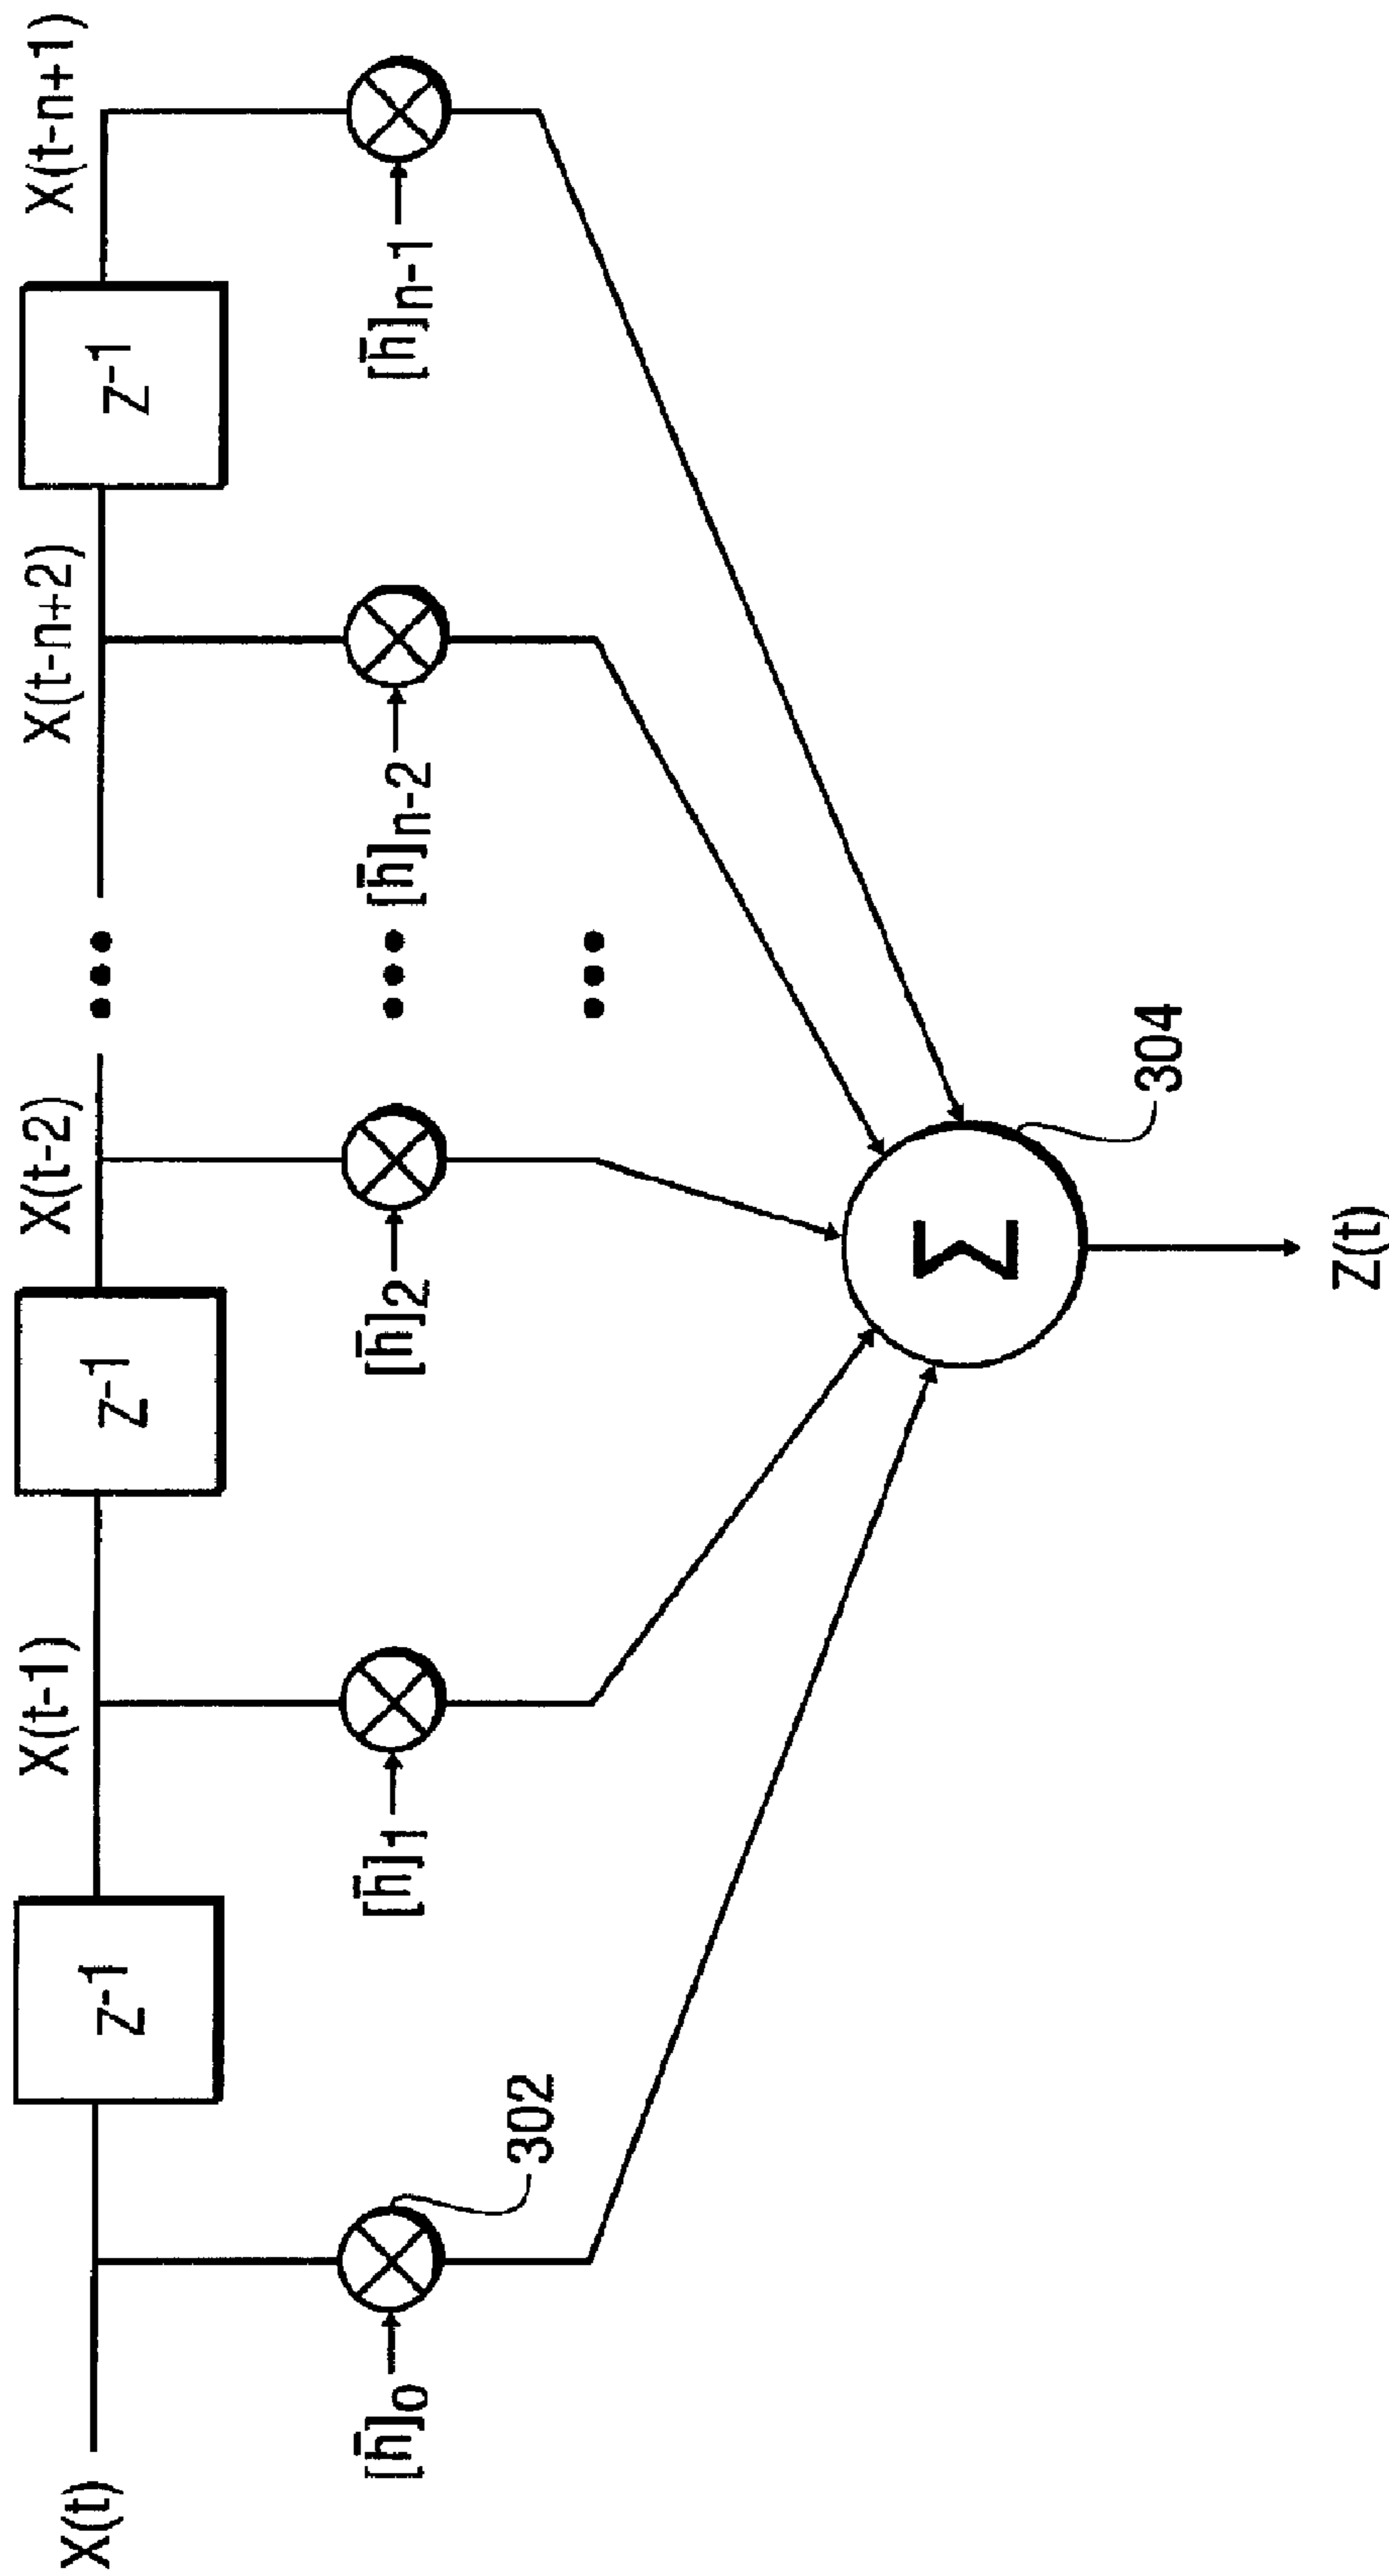 X(t) X(t-1) X(t-2) ••• X(t-n+2) X(t-n+1)
Z⁻¹ Z⁻¹ Z⁻¹
[h̄]₀ [h̄]₁ [h̄]₂ ••• [h̄]ₙ₋₂ [h̄]ₙ₋₁
302
•••
Σ
304
Z(t)